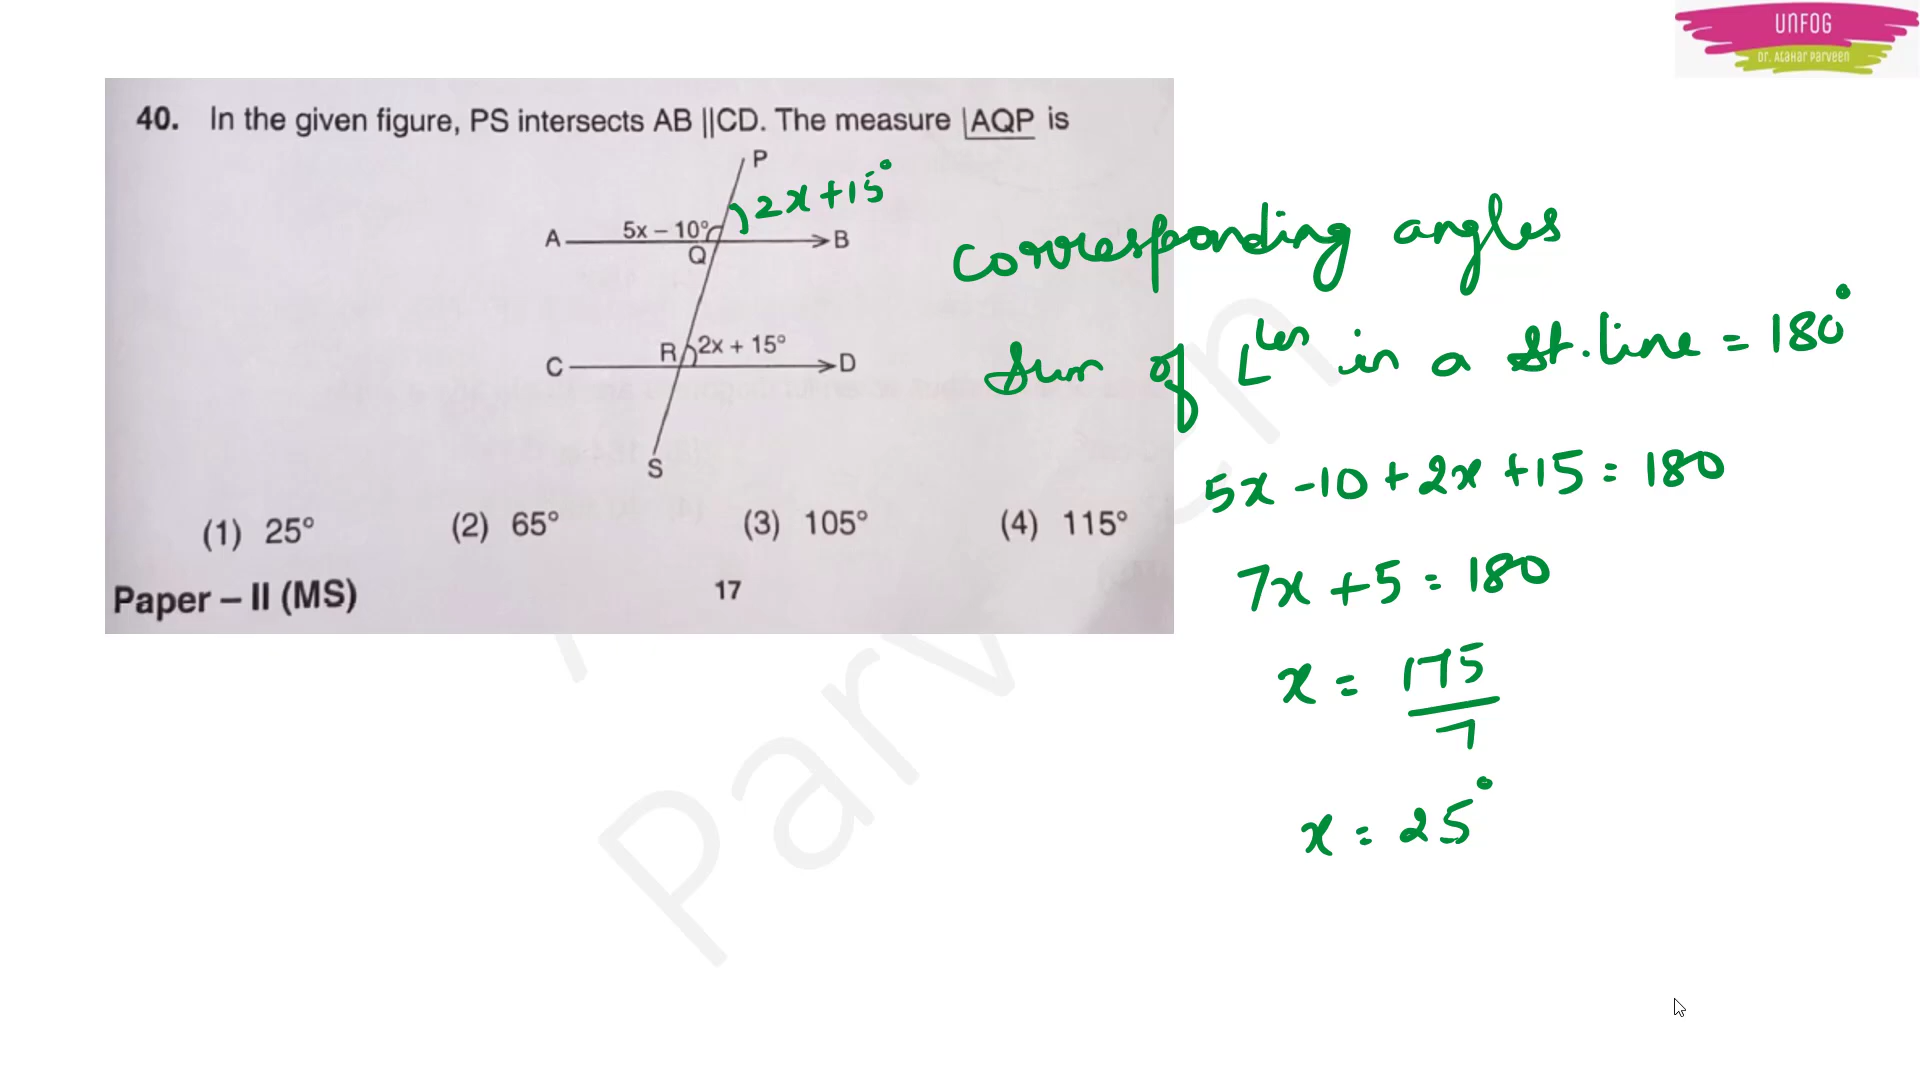 UNFOG
Dr. Atahar Parveen
40. In the given figure, PS intersects AB ||CD. The measure |AQP is
P
2x+15°
5x – 10°
A
B
Q
R
2x + 15°
C
D
S
(1) 25°
(2) 65°
(3) 105°
(4) 115°
Paper – II (MS)
17
Corresponding angles
Sum of Les in a St. line = 180°
5x -10 + 2x +15 = 180
7x + 5 = 180
x = 175/7
x = 25°
Parveen